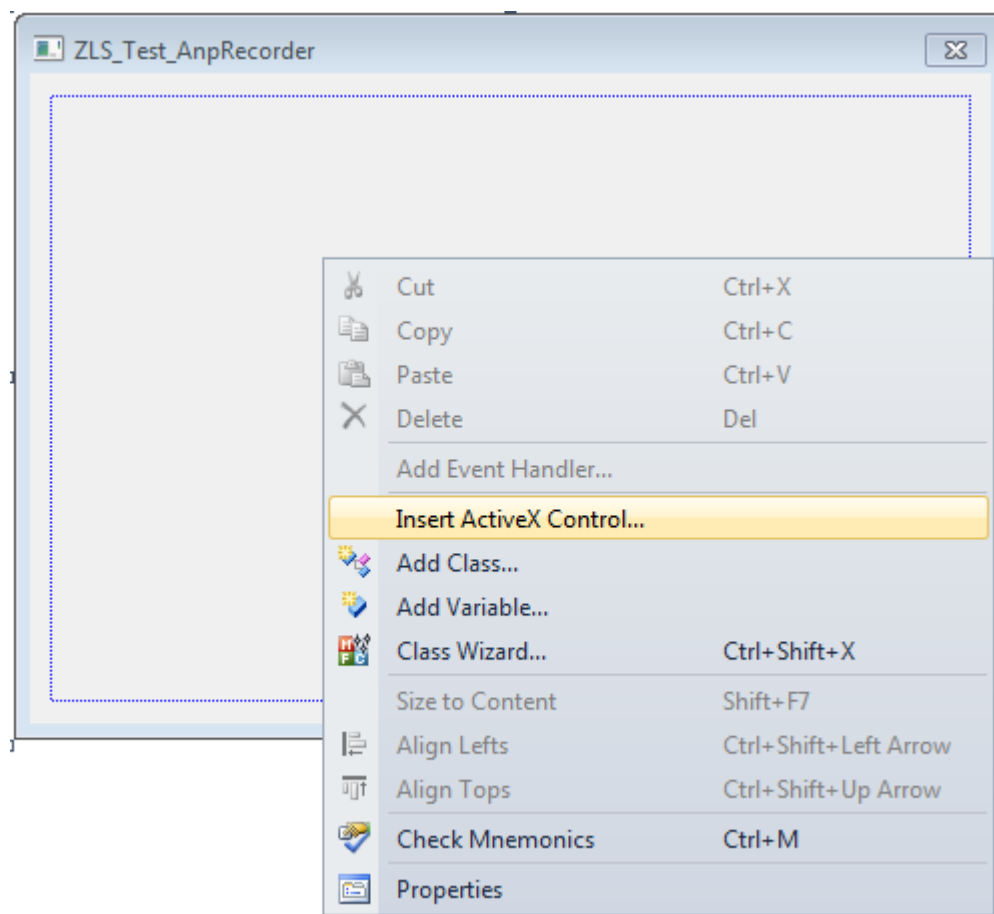 ZLS_Test_AnpRecorder
Cut Ctrl+X
Copy Ctrl+C
Paste Ctrl+V
Delete Del
Add Event Handler...
Insert ActiveX Control...
Add Class...
Add Variable...
Class Wizard... Ctrl+Shift+X
Size to Content Shift+F7
Align Lefts Ctrl+Shift+Left Arrow
Align Tops Ctrl+Shift+Up Arrow
Check Mnemonics Ctrl+M
Properties